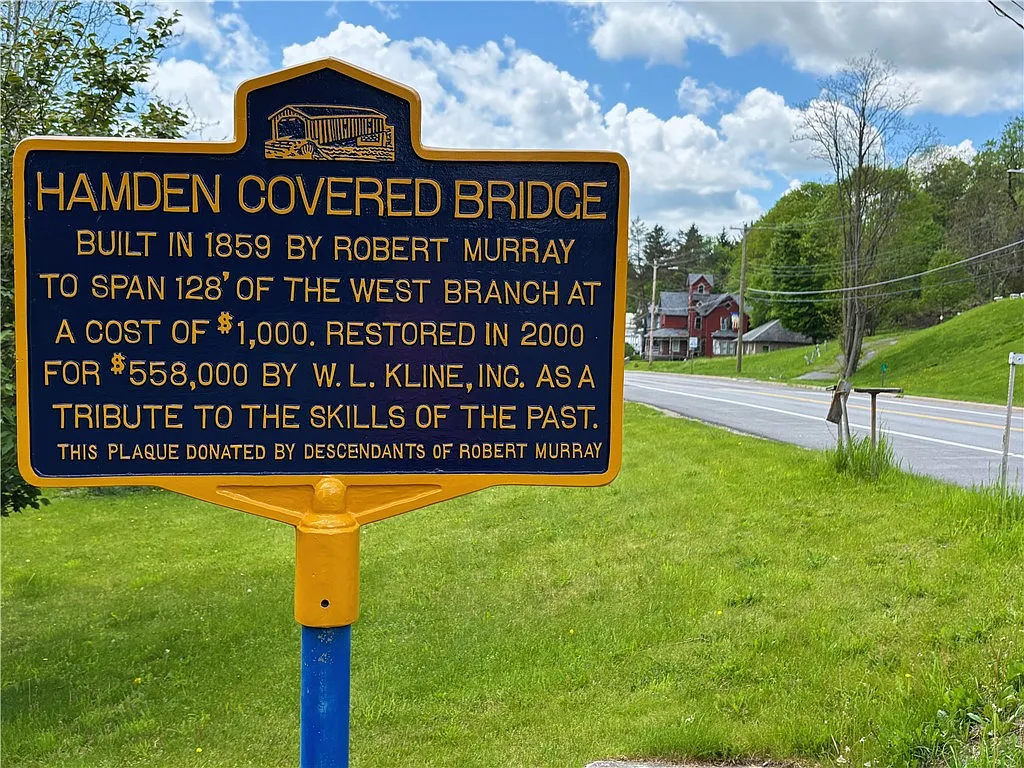 HAMDEN COVERED BRIDGE
BUILT IN 1859 BY ROBERT MURRAY
TO SPAN 128' OF THE WEST BRANCH AT
A COST OF $1,000. RESTORED IN 2000
FOR $558,000 BY W. L. KLINE, INC. AS A
TRIBUTE TO THE SKILLS OF THE PAST.
THIS PLAQUE DONATED BY DESCENDANTS OF ROBERT MURRAY